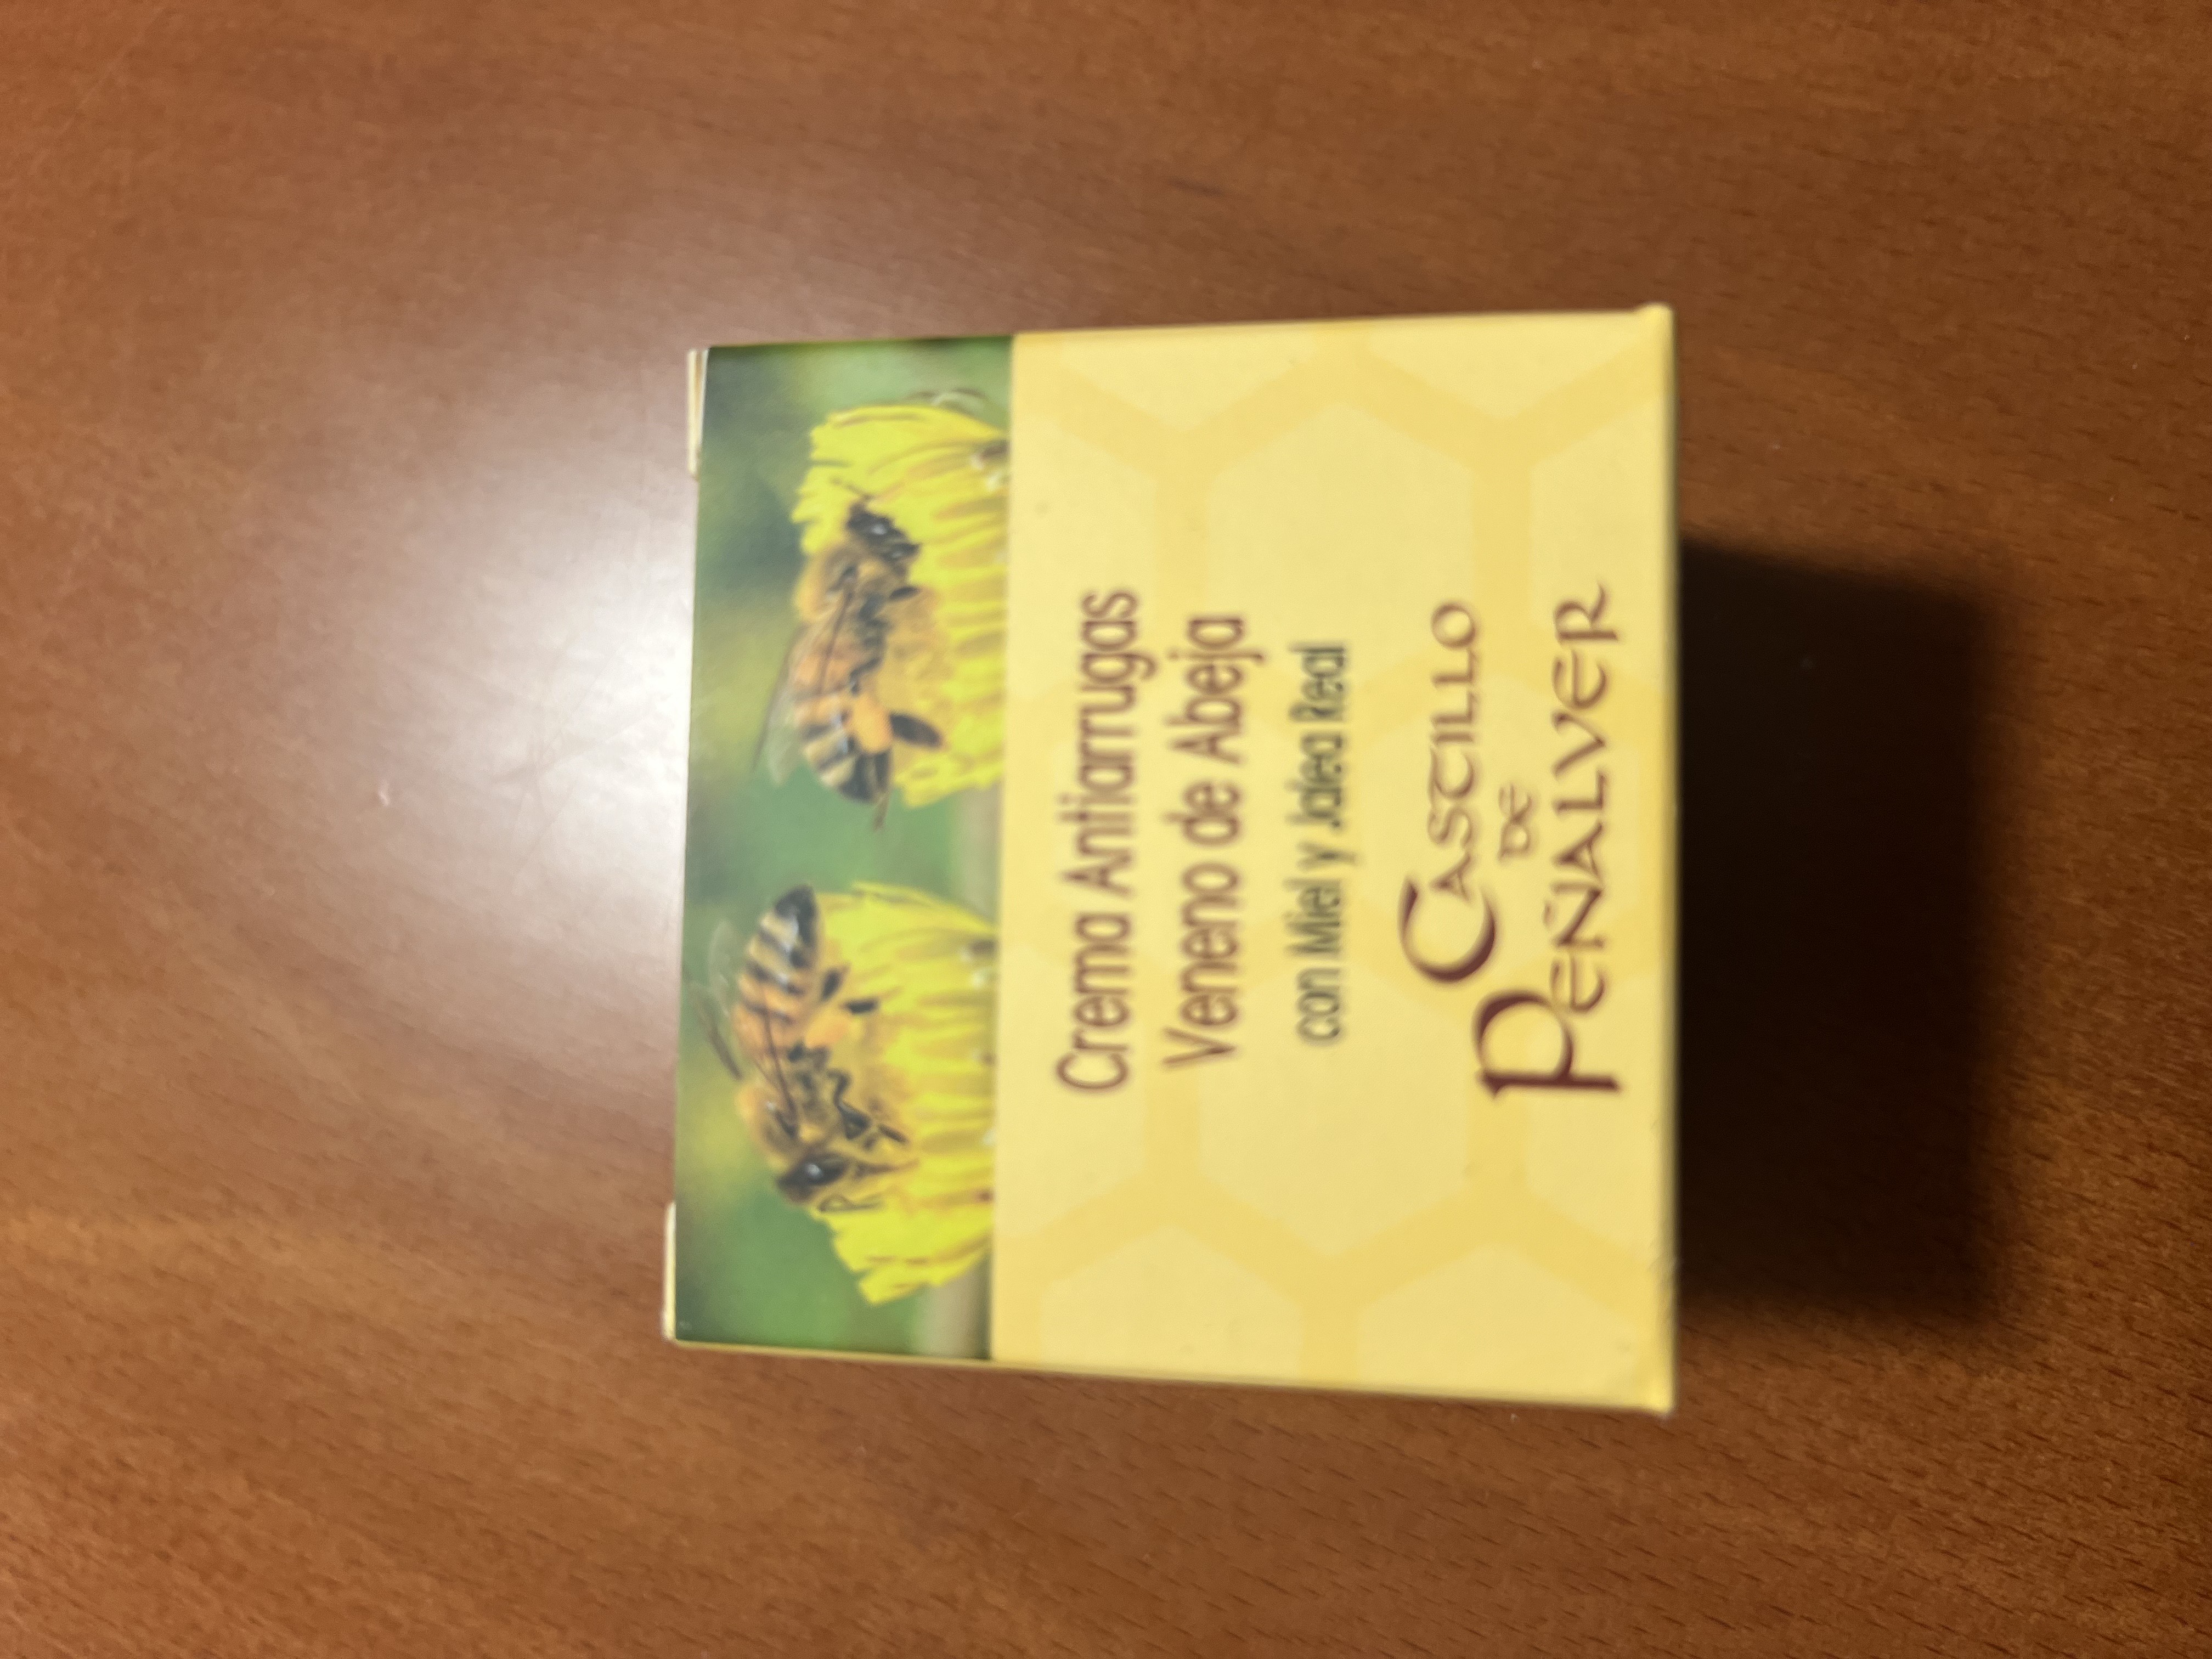 Crema Antiarrugas
Veneno de Abeja
con Miel y Jalea Real
CASTILLO
DE
PEÑALVER